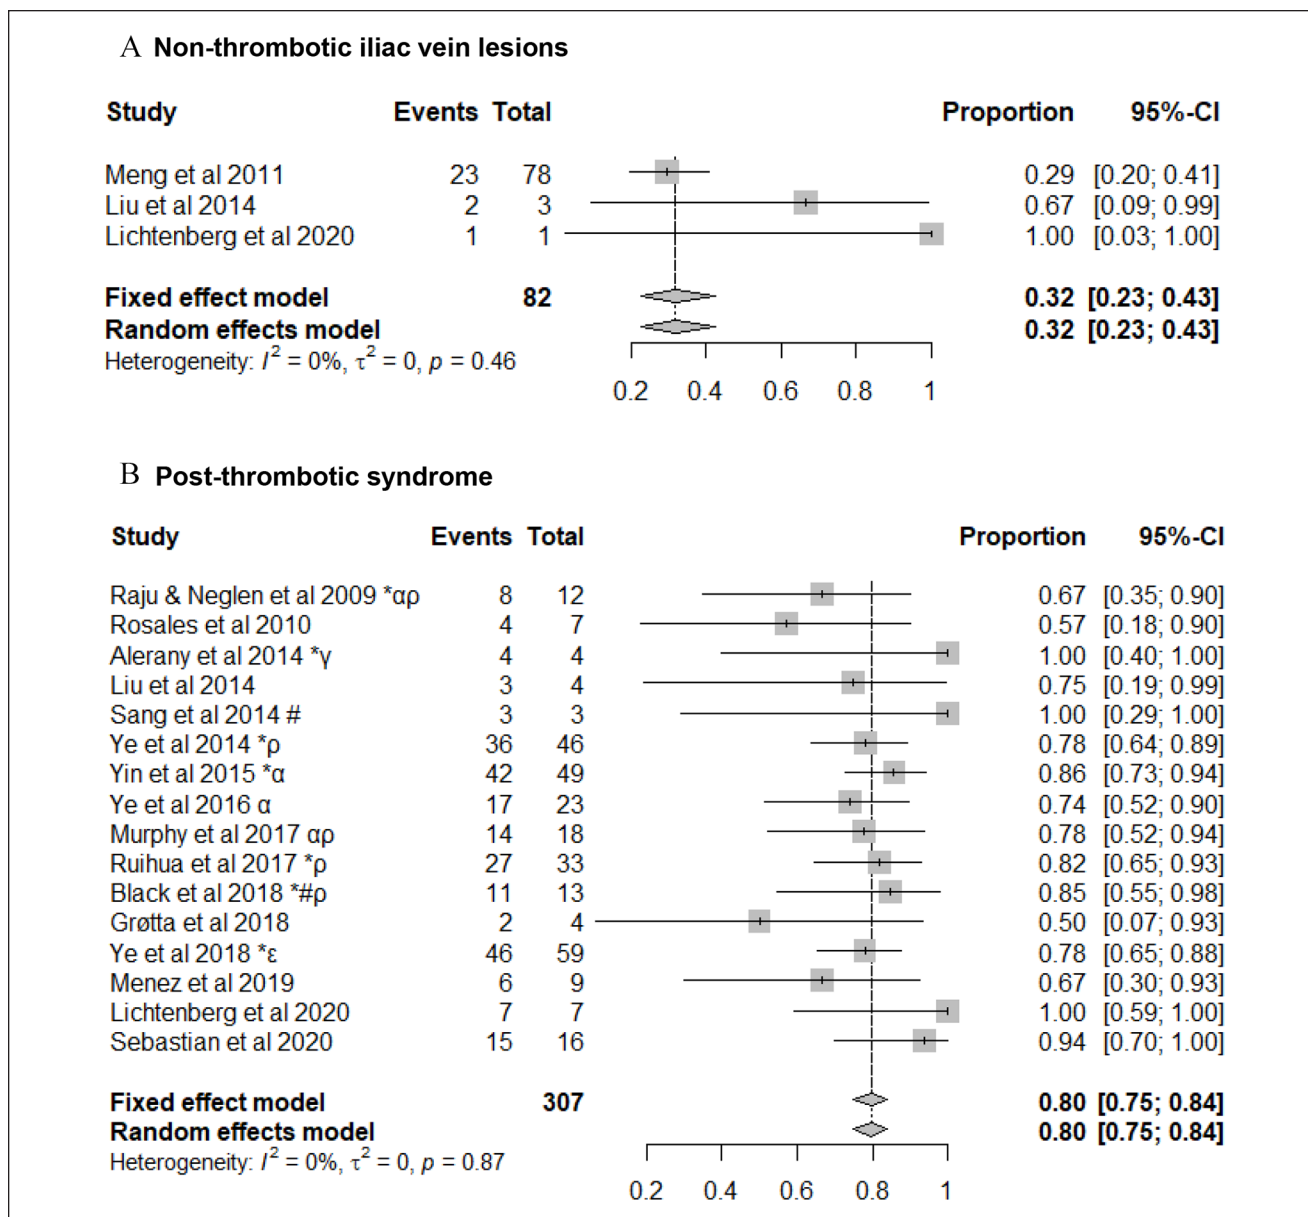 A Non-thrombotic iliac vein lesions
Study Events Total Proportion 95%-CI
Meng et al 2011 23 78 0.29 [0.20; 0.41]
Liu et al 2014 2 3 0.67 [0.09; 0.99]
Lichtenberg et al 2020 1 1 1.00 [0.03; 1.00]
Fixed effect model 82 0.32 [0.23; 0.43]
Random effects model 0.32 [0.23; 0.43]
Heterogeneity: I² = 0%, τ² = 0, p = 0.46
0.2 0.4 0.6 0.8 1
B Post-thrombotic syndrome
Study Events Total Proportion 95%-CI
Raju & Neglen et al 2009 *αρ 8 12 0.67 [0.35; 0.90]
Rosales et al 2010 4 7 0.57 [0.18; 0.90]
Alerany et al 2014 *γ 4 4 1.00 [0.40; 1.00]
Liu et al 2014 3 4 0.75 [0.19; 0.99]
Sang et al 2014 # 3 3 1.00 [0.29; 1.00]
Ye et al 2014 *ρ 36 46 0.78 [0.64; 0.89]
Yin et al 2015 *α 42 49 0.86 [0.73; 0.94]
Ye et al 2016 α 17 23 0.74 [0.52; 0.90]
Murphy et al 2017 αρ 14 18 0.78 [0.52; 0.94]
Ruihua et al 2017 *ρ 27 33 0.82 [0.65; 0.93]
Black et al 2018 *#ρ 11 13 0.85 [0.55; 0.98]
Grøtta et al 2018 2 4 0.50 [0.07; 0.93]
Ye et al 2018 *ε 46 59 0.78 [0.65; 0.88]
Menez et al 2019 6 9 0.67 [0.30; 0.93]
Lichtenberg et al 2020 7 7 1.00 [0.59; 1.00]
Sebastian et al 2020 15 16 0.94 [0.70; 1.00]
Fixed effect model 307 0.80 [0.75; 0.84]
Random effects model 0.80 [0.75; 0.84]
Heterogeneity: I² = 0%, τ² = 0, p = 0.87
0.2 0.4 0.6 0.8 1